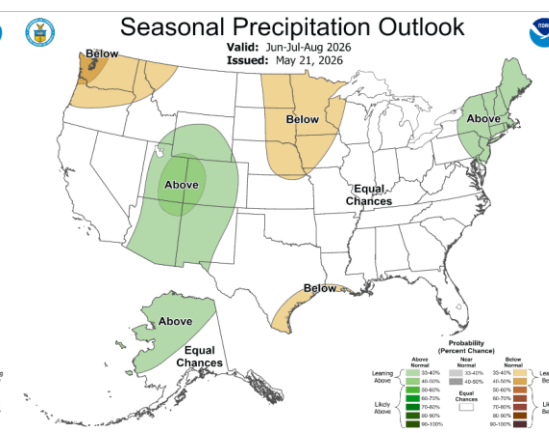 Seasonal Precipitation Outlook
Valid: Jun-Jul-Aug 2026
Issued: May 21, 2026
Below
Below
Above
Above
Equal
Chances
Below
Above
Equal
Chances
Probability
(Percent Chance)
Above
Normal
Near
Normal
Below
Normal
Leaning
Above
33-40%
40-50%
50-60%
60-70%
70-80%
80-90%
90-100%
Likely
Above
33-40%
40-50%
Equal
Chances
33-40%
40-50%
50-60%
60-70%
70-80%
80-90%
90-100%